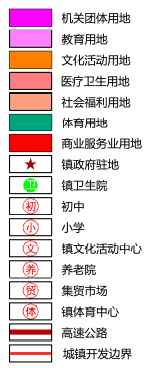 机关团体用地
教育用地
文化活动用地
医疗卫生用地
社会福利用地
体育用地
商业服务业用地
镇政府驻地
卫 镇卫生院
初 初中
小 小学
文 镇文化活动中心
养 养老院
贸 集贸市场
体 镇体育中心
高速公路
城镇开发边界